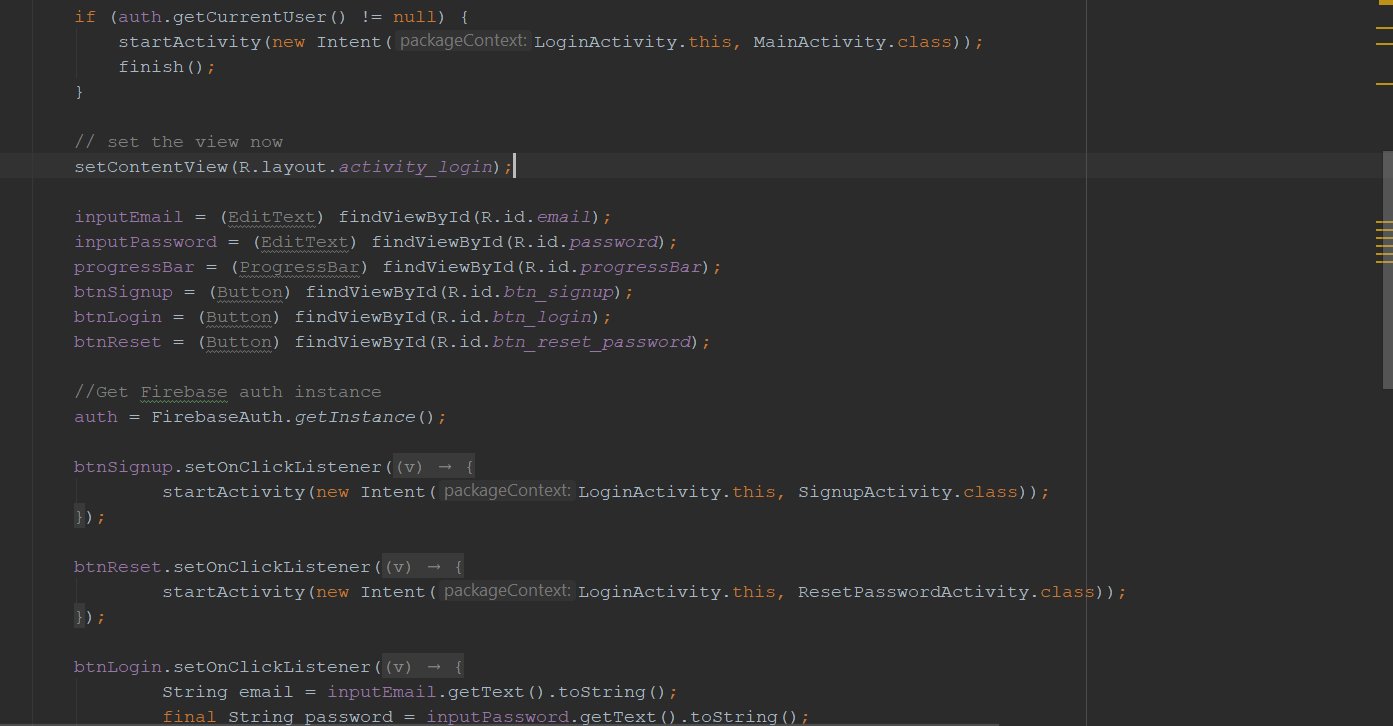 if (auth.getCurrentUser() != null) {
startActivity(new Intent( packageContext: LoginActivity.this, MainActivity.class));
finish();
}
// set the view now
setContentView(R.layout.activity_login);
inputEmail = (EditText) findViewById(R.id.email);
inputPassword = (EditText) findViewById(R.id.password);
progressBar = (ProgressBar) findViewById(R.id.progressBar);
btnSignup = (Button) findViewById(R.id.btn_signup);
btnLogin = (Button) findViewById(R.id.btn_login);
btnReset = (Button) findViewById(R.id.btn_reset_password);
//Get Firebase auth instance
auth = FirebaseAuth.getInstance();
btnSignup.setOnClickListener((v) → {
startActivity(new Intent( packageContext: LoginActivity.this, SignupActivity.class));
});
btnReset.setOnClickListener((v) → {
startActivity(new Intent( packageContext: LoginActivity.this, ResetPasswordActivity.class));
});
btnLogin.setOnClickListener((v) → {
String email = inputEmail.getText().toString();
final String password = inputPassword.getText().toString();